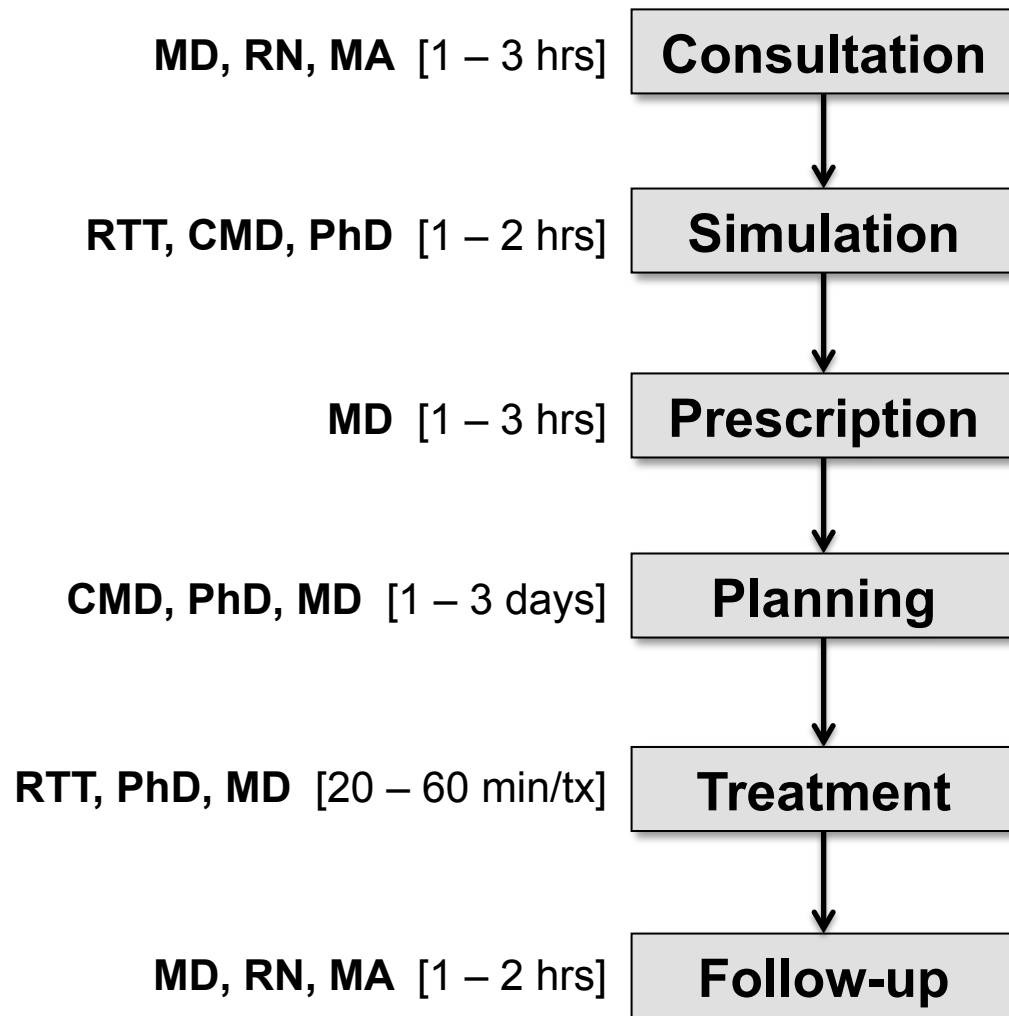 MD, RN, MA [1 – 3 hrs] Consultation
RTT, CMD, PhD [1 – 2 hrs] Simulation
MD [1 – 3 hrs] Prescription
CMD, PhD, MD [1 – 3 days] Planning
RTT, PhD, MD [20 – 60 min/tx] Treatment
MD, RN, MA [1 – 2 hrs] Follow-up